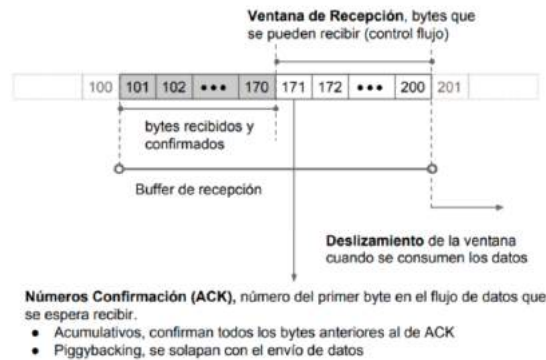 Ventana de Recepción, bytes que
se pueden recibir (control flujo)
100 101 102 ••• 170 171 172 ••• 200 201
bytes recibidos y
confirmados
Buffer de recepción
Deslizamiento de la ventana
cuando se consumen los datos
Números Confirmación (ACK), número del primer byte en el flujo de datos que
se espera recibir.
● Acumulativos, confirman todos los bytes anteriores al de ACK
● Piggybacking, se solapan con el envío de datos